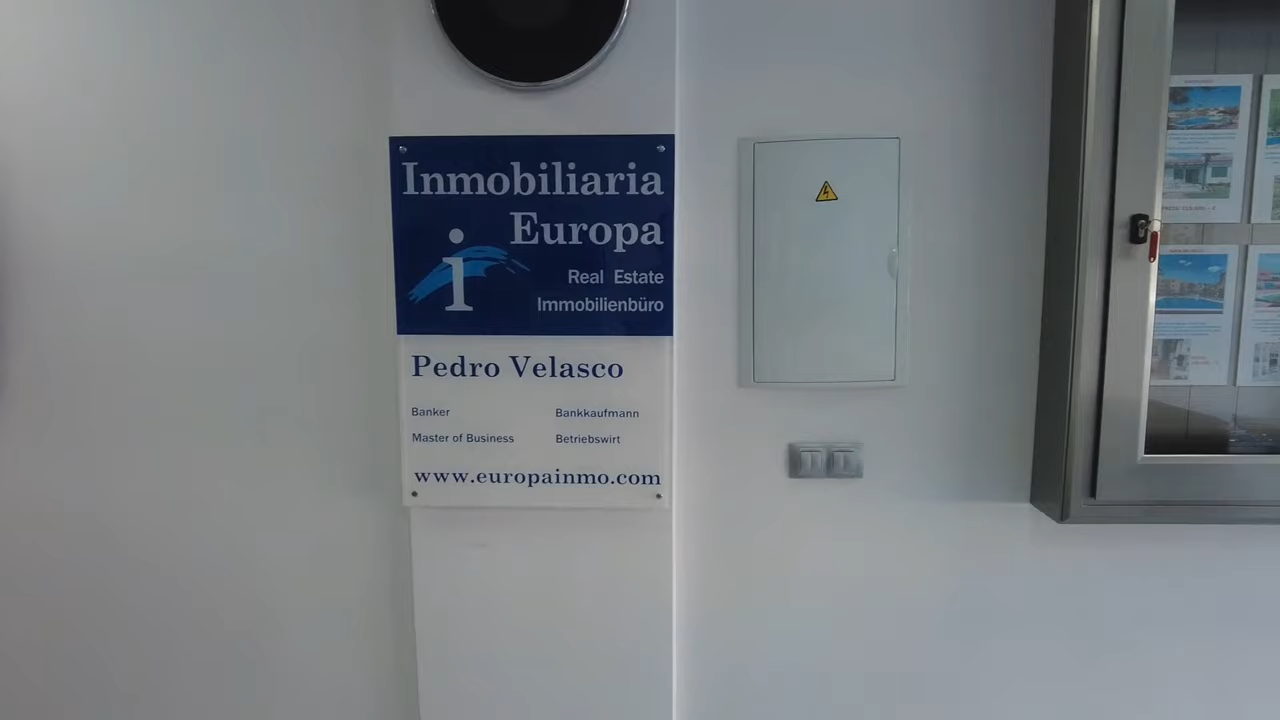 Inmobiliaria
Europa
i
Real Estate
Immobilienbüro
Pedro Velasco
Banker Bankkaufmann
Master of Business Betriebswirt
www.europainmo.com